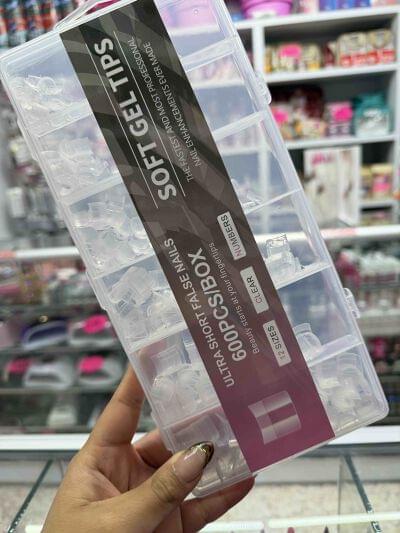 SOFT GEL TIPS
THE FASTEST AND MOST PROFESSIONAL
NAIL ENHANCEMENTS EVER MADE
ULTRA SHORT FALSE NAILS
600PCS/BOX
Beauty starts at your fingertips
NUMBERS
CLEAR
12 SIZES